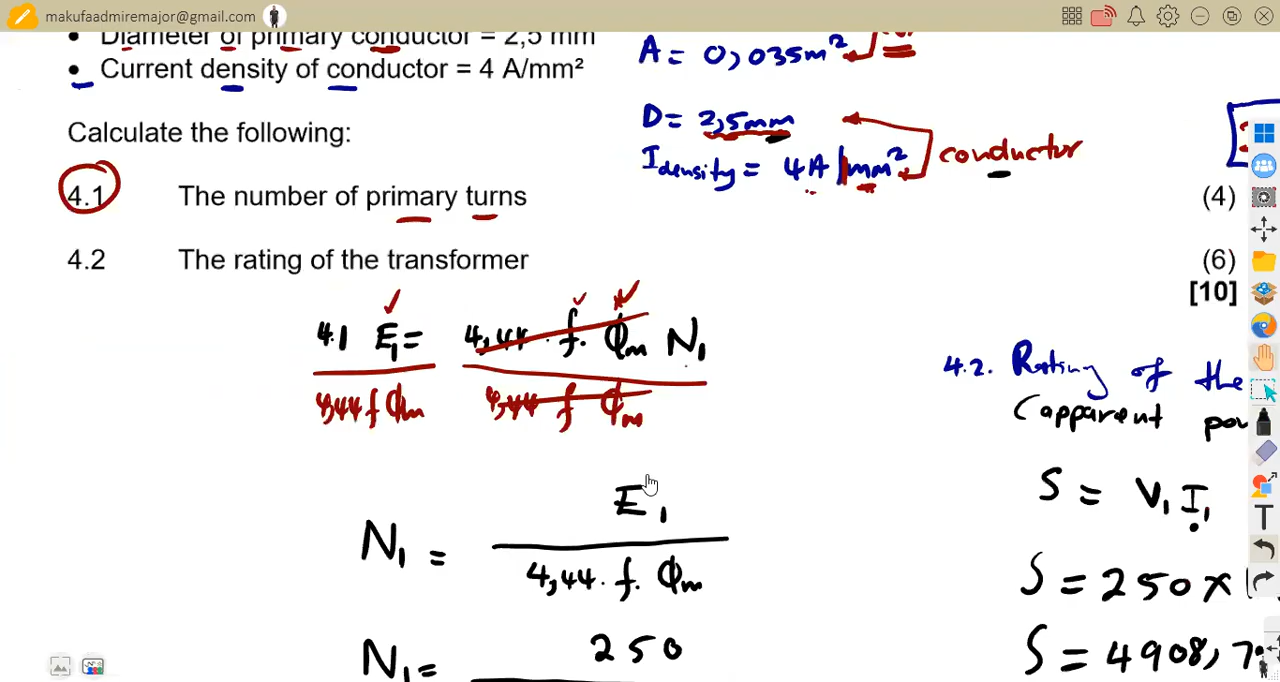 makufaadmiremajor@gmail.com
• Diameter of primary conductor = 2,5 mm
• Current density of conductor = 4 A/mm²
Calculate the following:
4.1 The number of primary turns (4)
4.2 The rating of the transformer (6)
[10]
A = 0,035m²
D = 2,5mm
I density = 4A/mm²
conductor
4.1 E₁ = 4,44 . f. ϕm N₁
4,44 f ϕm 4,44 f ϕm
N₁ = E₁
4,44. f. ϕm
N₁ = 250
4.2. Rating of the
(apparent
S = V₁ I₁
S = 250 x
S = 4908,7
T